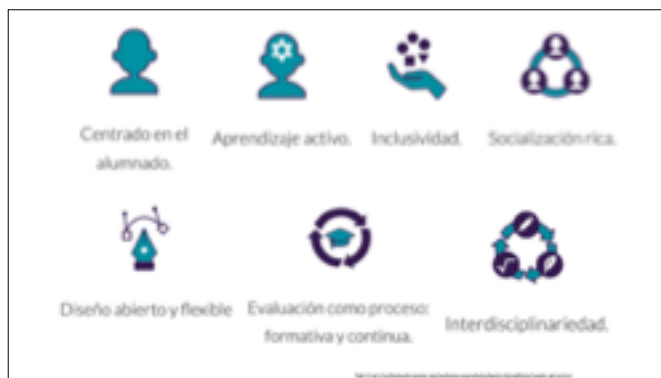 Centrado en el
alumnado.
Aprendizaje activo.
Inclusividad.
Socialización rica.
Diseño abierto y flexible
Evaluación como proceso:
formativa y continua.
Interdisciplinariedad.